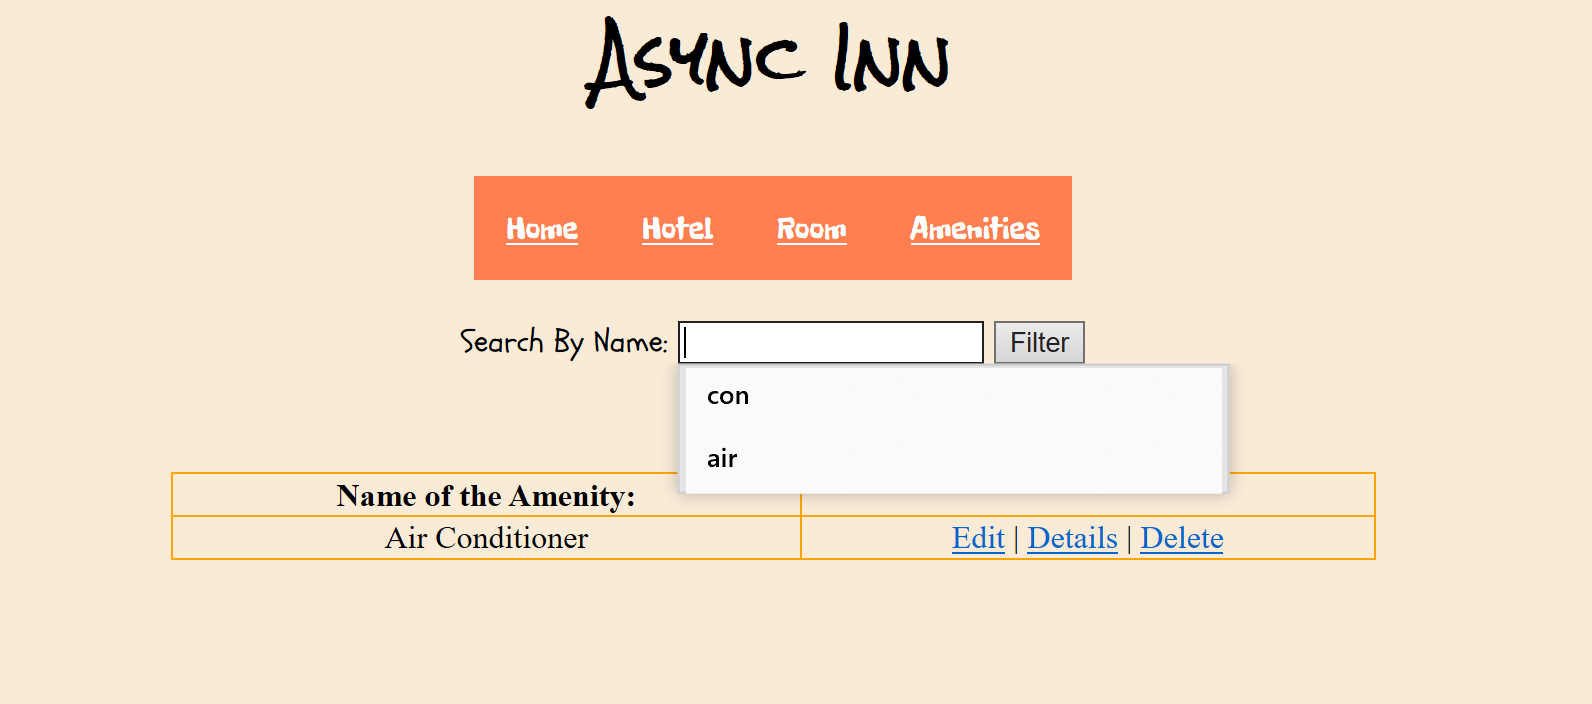 Async Inn
Home Hotel Room Amenities
Search By Name: Filter
con
air
Name of the Amenity:
Air Conditioner Edit | Details | Delete